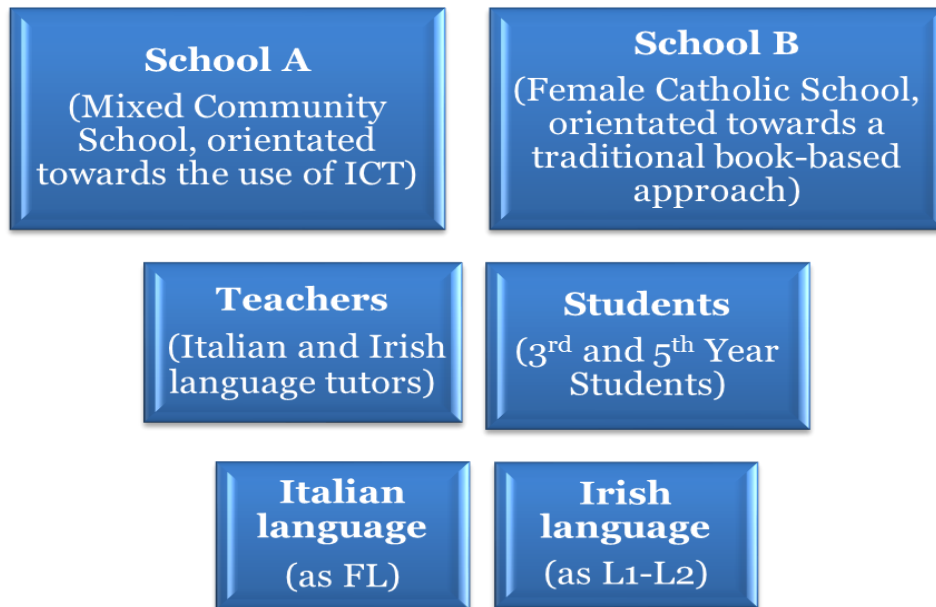 School A
(Mixed Community
School, orientated
towards the use of ICT)
School B
(Female Catholic School,
orientated towards a
traditional book-based
approach)
Teachers
(Italian and Irish
language tutors)
Students
(3rd and 5th Year
Students)
Italian
language
(as FL)
Irish
language
(as L1-L2)